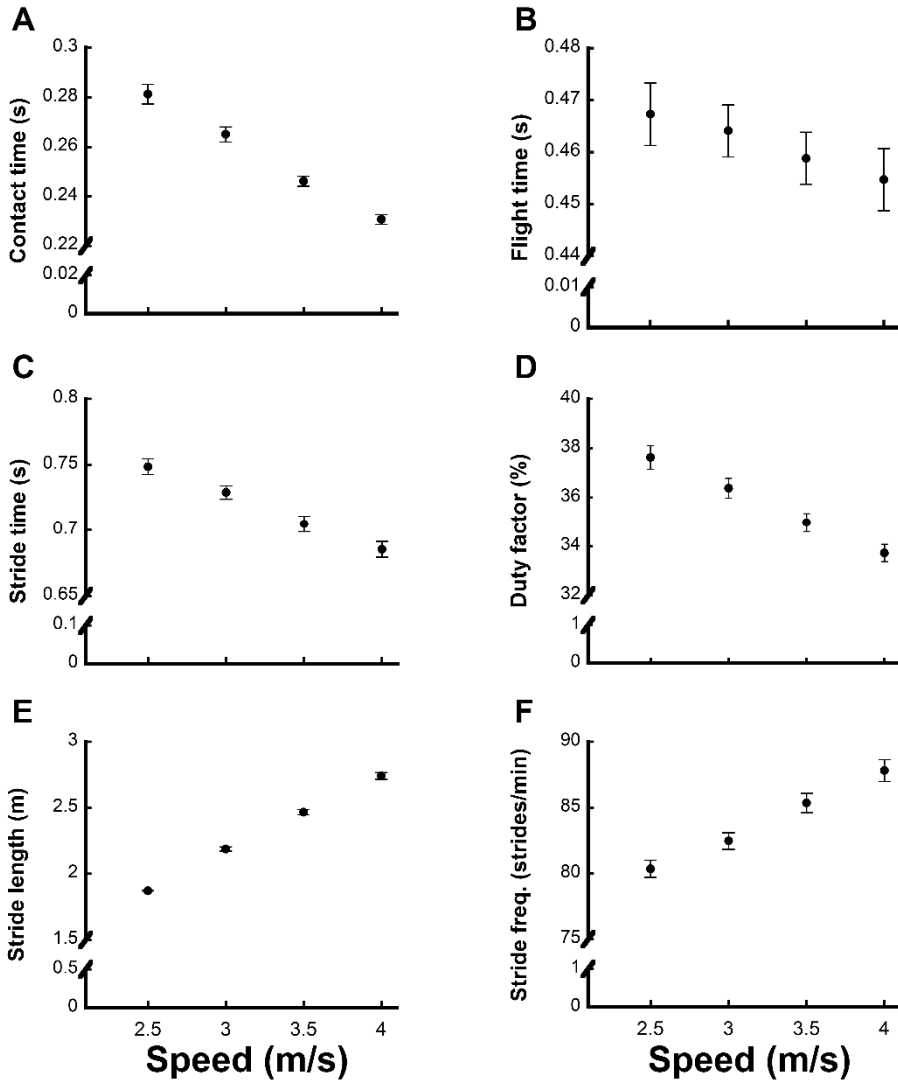 A
Contact time (s)
0.3
0.28
0.26
0.24
0.22
0.02
0
B
Flight time (s)
0.48
0.47
0.46
0.45
0.44
0.01
0
C
Stride time (s)
0.8
0.75
0.7
0.65
0.1
0
D
Duty factor (%)
40
38
36
34
32
1
0
E
Stride length (m)
3
2.5
2
1.5
0.5
0
2.5 3 3.5 4
Speed (m/s)
F
Stride freq. (strides/min)
90
85
80
75
1
0
2.5 3 3.5 4
Speed (m/s)